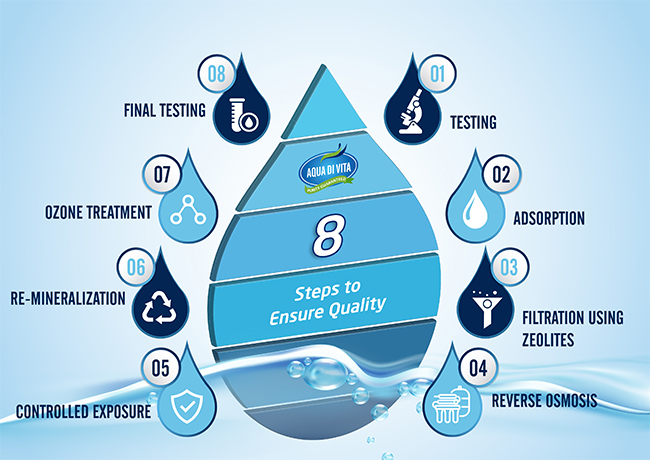 08
FINAL TESTING
01
TESTING
AQUA DI VITA
PURITY GUARANTEED
07
OZONE TREATMENT
02
ADSORPTION
8
06
RE-MINERALIZATION
Steps to
Ensure Quality
03
FILTRATION USING
ZEOLITES
05
CONTROLLED EXPOSURE
04
REVERSE OSMOSIS